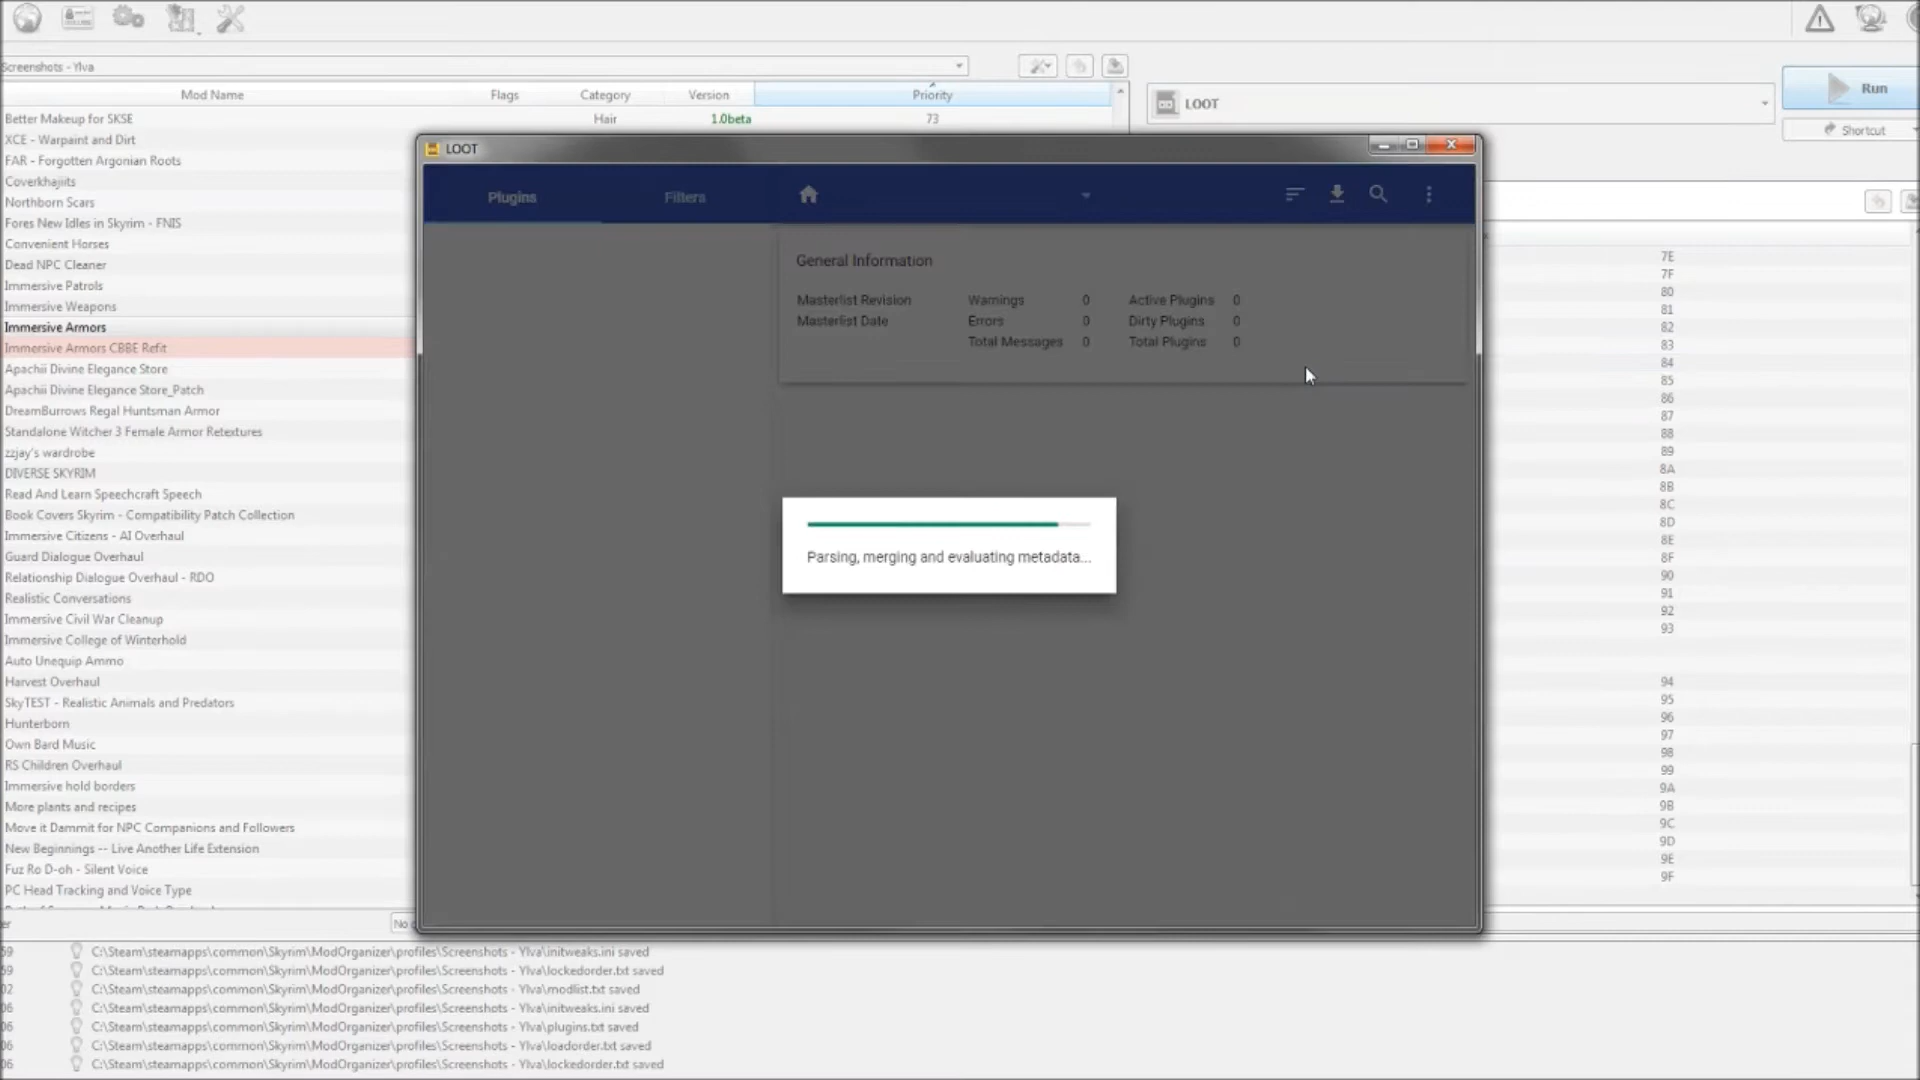 Screenshots - Ylva
Mod Name
Flags
Category
Version
Priority
LOOT
Run
Shortcut
Better Makeup for SKSE
Hair
1.0beta
73
XCE - Warpaint and Dirt
FAR - Forgotten Argonian Roots
Coverkhajiits
Northborn Scars
Fores New Idles in Skyrim - FNIS
Convenient Horses
Dead NPC Cleaner
Immersive Patrols
Immersive Weapons
Immersive Armors
Immersive Armors CBBE Refit
Apachii Divine Elegance Store
Apachii Divine Elegance Store_Patch
DreamBurrows Regal Huntsman Armor
Standalone Witcher 3 Female Armor Retextures
zzjay's wardrobe
DIVERSE SKYRIM
Read And Learn Speechcraft Speech
Book Covers Skyrim - Compatibility Patch Collection
Immersive Citizens - AI Overhaul
Guard Dialogue Overhaul
Relationship Dialogue Overhaul - RDO
Realistic Conversations
Immersive Civil War Cleanup
Immersive College of Winterhold
Auto Unequip Ammo
Harvest Overhaul
SkyTEST - Realistic Animals and Predators
Hunterborn
Own Bard Music
RS Children Overhaul
Immersive hold borders
More plants and recipes
Move it Dammit for NPC Companions and Followers
New Beginnings -- Live Another Life Extension
Fuz Ro D-oh - Silent Voice
PC Head Tracking and Voice Type
LOOT
Plugins
Filters
General Information
Masterlist Revision
Warnings 0
Active Plugins 0
Masterlist Date
Errors 0
Dirty Plugins 0
Total Messages 0
Total Plugins 0
Parsing, merging and evaluating metadata...
7E
7F
80
81
82
83
84
85
86
87
88
89
8A
8B
8C
8D
8E
8F
90
91
92
93
94
95
96
97
98
99
9A
9B
9C
9D
9E
9F
er
No
59 C:\Steam\steamapps\common\Skyrim\ModOrganizer\profiles\Screenshots - Ylva\initweaks.ini saved
59 C:\Steam\steamapps\common\Skyrim\ModOrganizer\profiles\Screenshots - Ylva\lockedorder.txt saved
02 C:\Steam\steamapps\common\Skyrim\ModOrganizer\profiles\Screenshots - Ylva\modlist.txt saved
06 C:\Steam\steamapps\common\Skyrim\ModOrganizer\profiles\Screenshots - Ylva\initweaks.ini saved
06 C:\Steam\steamapps\common\Skyrim\ModOrganizer\profiles\Screenshots - Ylva\plugins.txt saved
06 C:\Steam\steamapps\common\Skyrim\ModOrganizer\profiles\Screenshots - Ylva\loadorder.txt saved
06 C:\Steam\steamapps\common\Skyrim\ModOrganizer\profiles\Screenshots - Ylva\lockedorder.txt saved